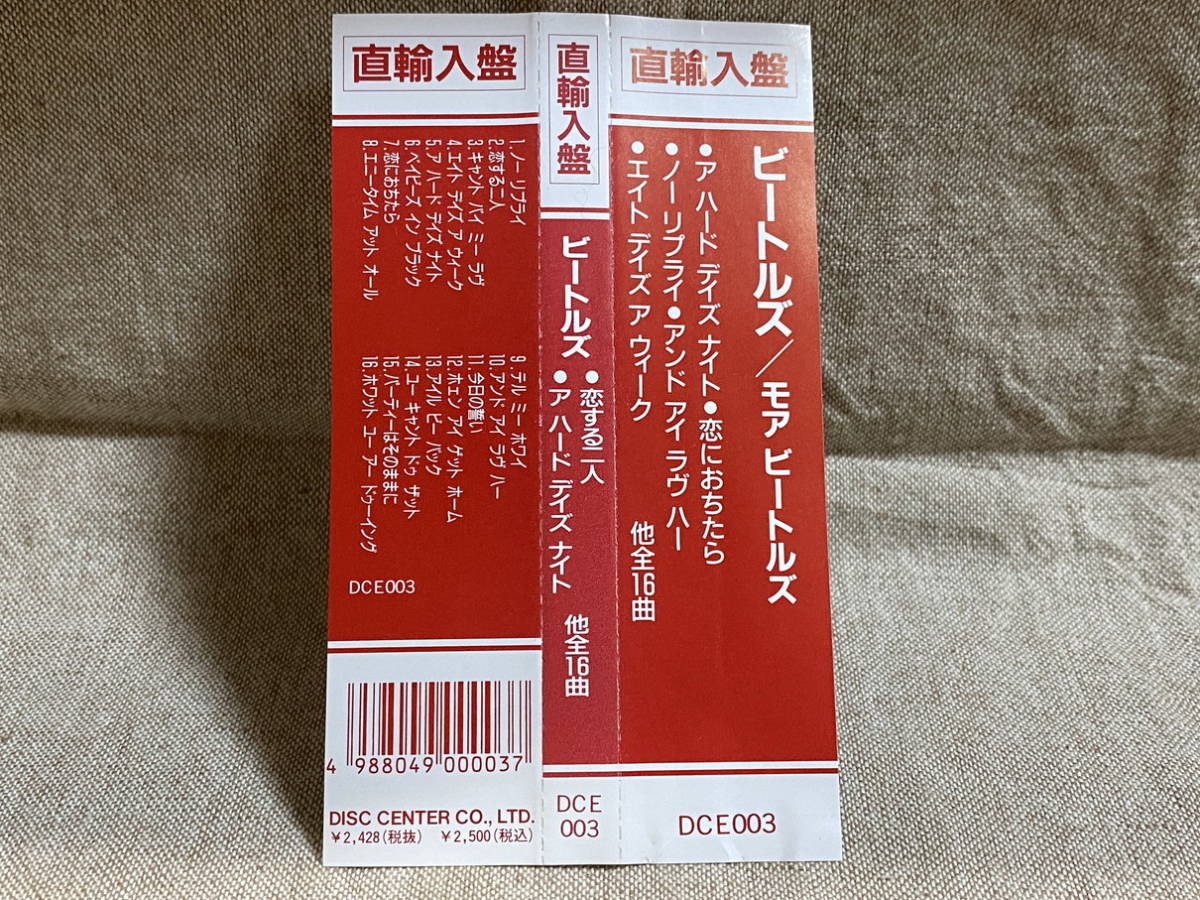 直輸入盤
ビートルズ/モア ビートルズ
●ア ハード デイズ ナイト●恋におちたら
●ノーリプライ●アンド アイ ラヴ ハー
●エイト デイズ ア ウィーク
他全16曲
DCE003
直輸入盤
ビートルズ
●恋する二人
●ア ハード デイズ ナイト
他全16曲
DCE
003
直輸入盤
1. ノー リプライ
2. 恋する二人
3. キャント バイ ミー ラヴ
4. エイト デイズ ア ウィーク
5. ア ハード デイズ ナイト
6. ベイビーズ イン ブラック
7. 恋におちたら
8. エニータイム アット オール
9. テル ミー ホワイ
10. アンド アイ ラヴ ハー
11. 今日の誓い
12. ホェン アイ ゲット ホーム
13. アイル ビー バック
14. ユー キャント ドゥ ザット
15. パーティーはそのままに
16. ホワット ユー アー ドゥーイング
DCE003
4 988049 000037
DISC CENTER CO., LTD.
¥2,428(税抜) ¥2,500(税込)